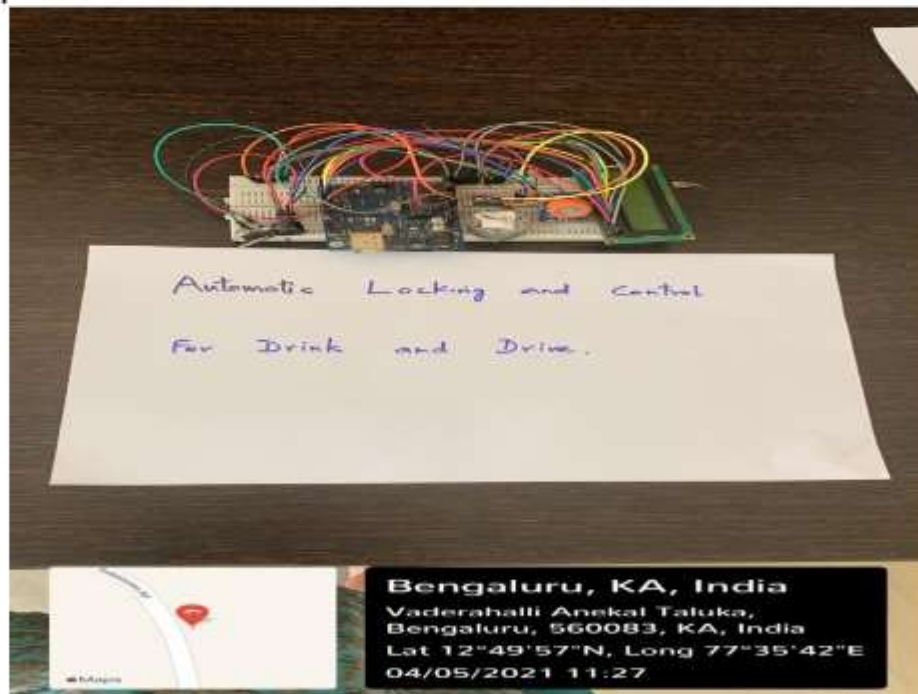 Automatic Locking and Control
For Drink and Drive.
Bengaluru, KA, India
Vaderahalli Anekal Taluka,
Bengaluru, 560083, KA, India
Lat 12°49'57"N, Long 77°35'42"E
04/05/2021 11:27
Maps